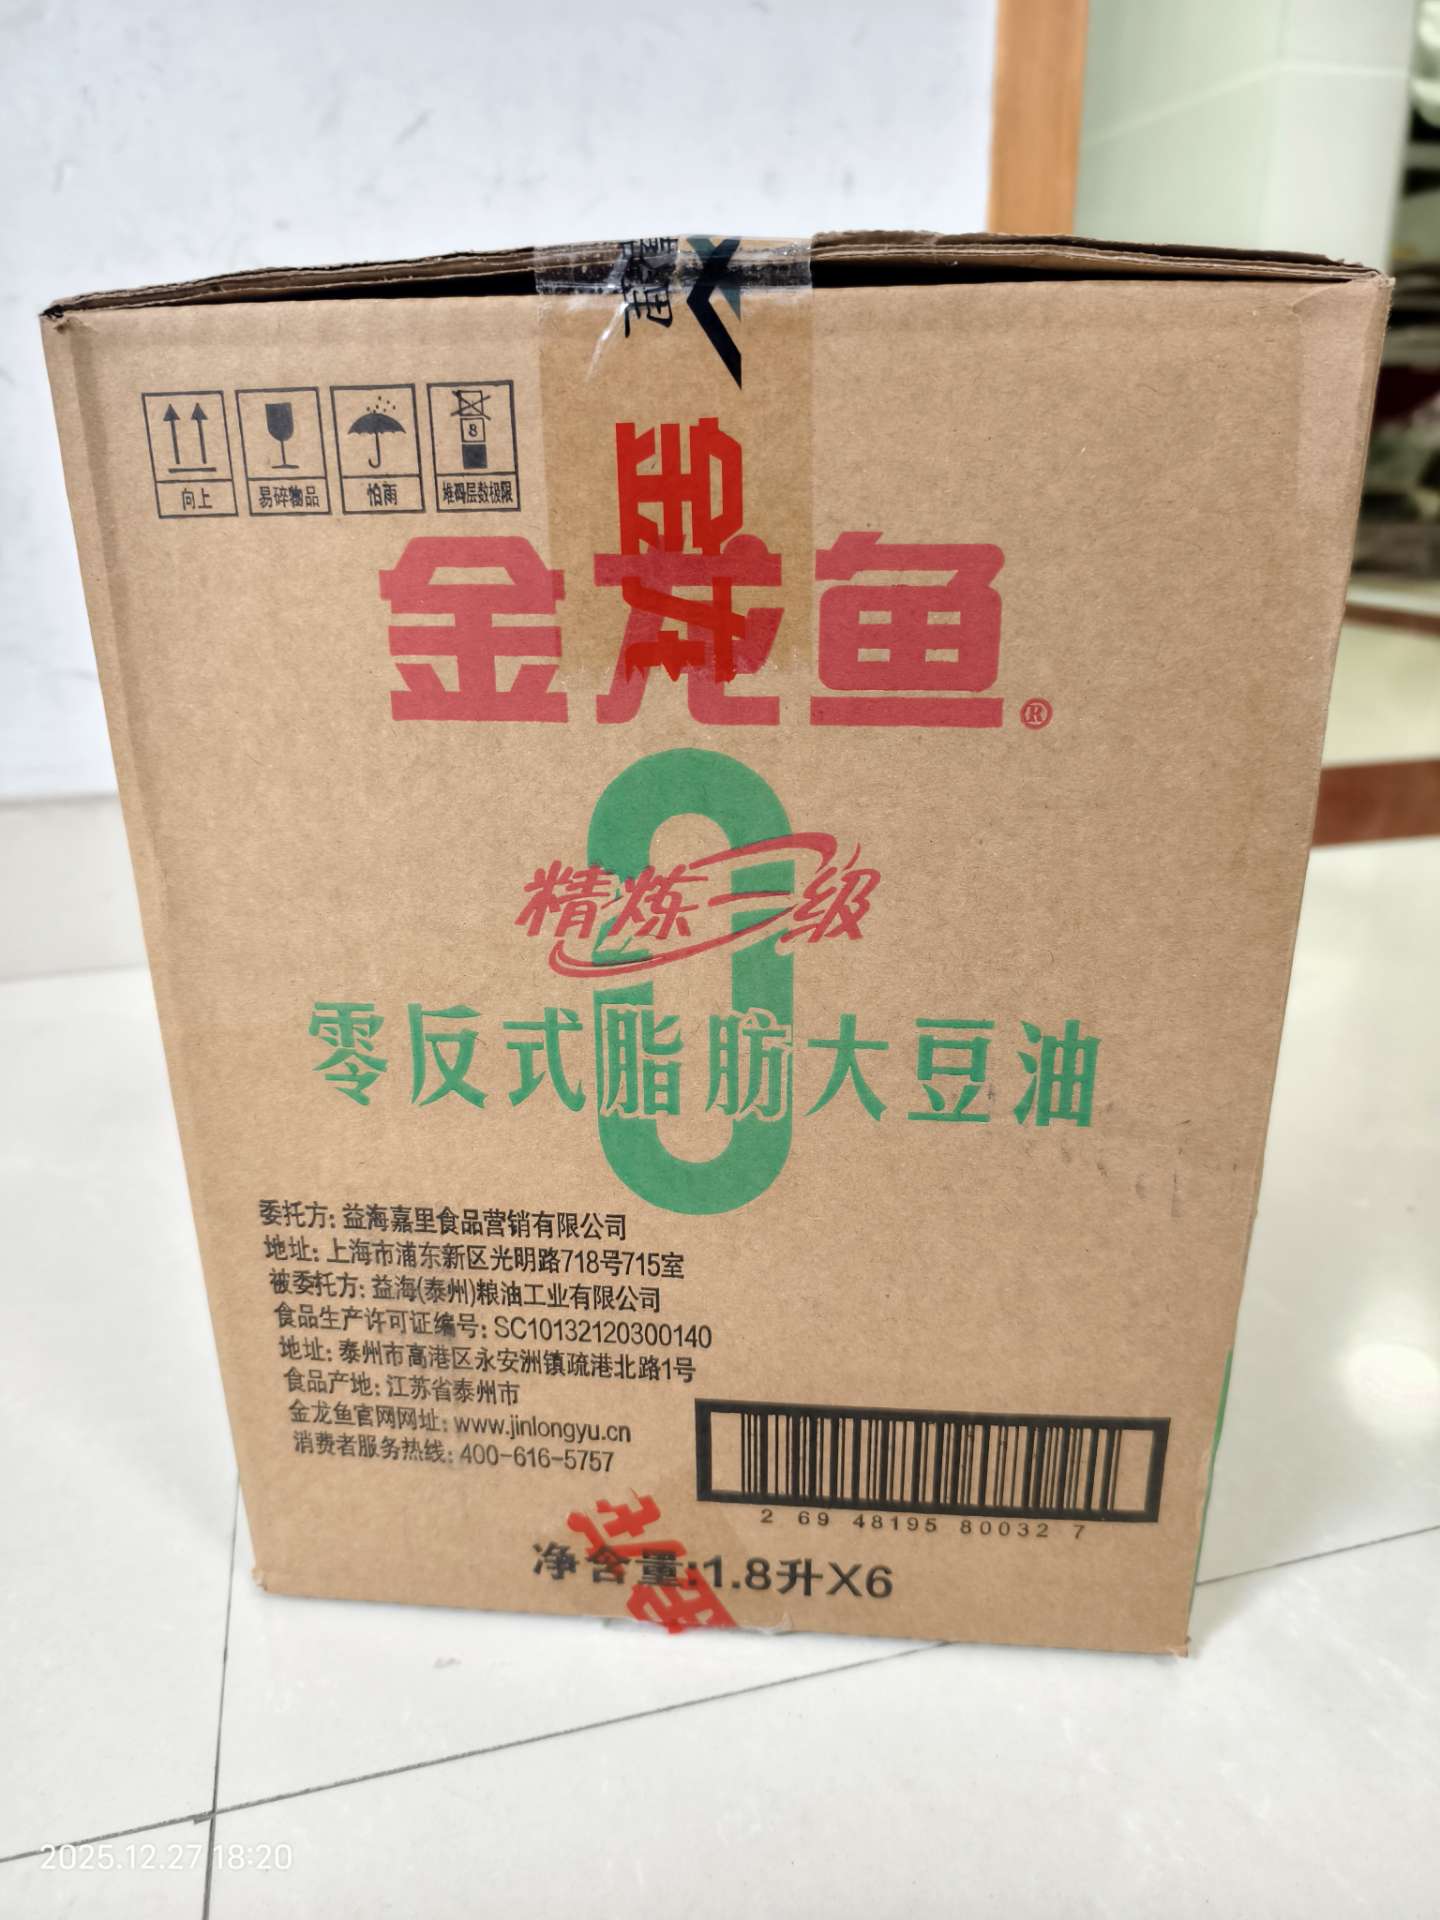 向上
易碎物品
怕雨
8
堆码层数极限
金龙
金龙鱼®
精炼一级
零反式脂肪大豆油
委托方:益海嘉里食品营销有限公司
地址:上海市浦东新区光明路718号715室
被委托方:益海(泰州)粮油工业有限公司
食品生产许可证编号:SC10132120300140
地址:泰州市高港区永安洲镇疏港北路1号
食品产地:江苏省泰州市
金龙鱼官网网址:www.jinlongyu.cn
消费者服务热线:400-616-5757
2 69 48195 80032 7
净含量:1.8升X6
2025.12.27 18:20